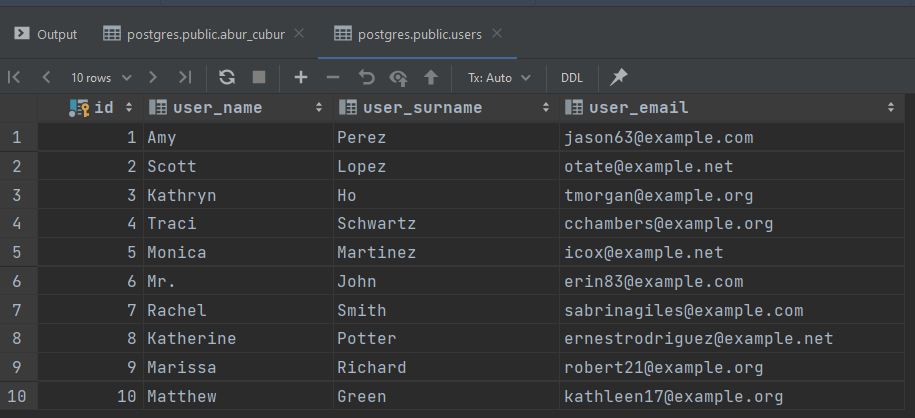 Output postgres.public.abur_cubur postgres.public.users
10 rows Tx: Auto DDL
id user_name user_surname user_email
1 1 Amy Perez jason63@example.com
2 2 Scott Lopez otate@example.net
3 3 Kathryn Ho tmorgan@example.org
4 4 Traci Schwartz cchambers@example.org
5 5 Monica Martinez icox@example.net
6 6 Mr. John erin83@example.com
7 7 Rachel Smith sabrinagiles@example.com
8 8 Katherine Potter ernestrodriguez@example.net
9 9 Marissa Richard robert21@example.org
10 10 Matthew Green kathleen17@example.org